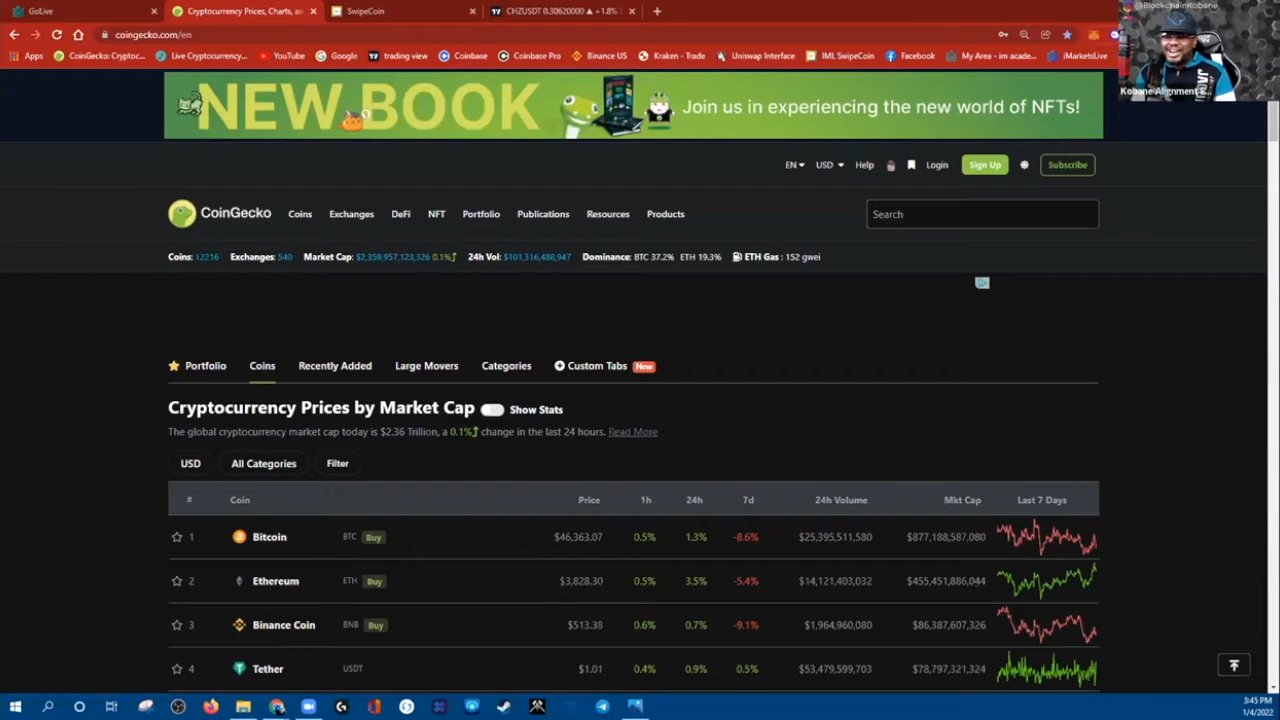 GoLive
Cryptocurrency Prices, Charts, an
SwipeCoin
CHZUSDT 0.30620000 ▲ +1.8%
coingecko.com/en
Apps
CoinGecko: Cryptoc...
Live Cryptocurrency...
YouTube
Google
trading view
Coinbase
Coinbase Pro
Binance US
Kraken - Trade
Uniswap Interface
IML SwipeCoin
Facebook
My Area - im acade...
iMarketsLive
@BlockchainKobane
Kobane Alignment
NEW BOOK
Join us in experiencing the new world of NFTs!
EN USD Help Login Sign Up Subscribe
CoinGecko Coins Exchanges DeFi NFT Portfolio Publications Resources Products Search
Coins: 12216 Exchanges: 540 Market Cap: $2,359,957,123,326 0.1% 24h Vol: $101,316,488,947 Dominance: BTC 37.2% ETH 19.3% ETH Gas: 152 gwei
Portfolio Coins Recently Added Large Movers Categories Custom Tabs New
Cryptocurrency Prices by Market Cap Show Stats
The global cryptocurrency market cap today is $2.36 Trillion, a 0.1% change in the last 24 hours. Read More
USD All Categories Filter
# Coin Price 1h 24h 7d 24h Volume Mkt Cap Last 7 Days
1 Bitcoin BTC Buy $46,363.07 0.5% 1.3% -8.6% $25,395,511,580 $877,188,587,080
2 Ethereum ETH Buy $3,828.30 0.5% 3.5% -5.4% $14,121,403,032 $455,451,886,044
3 Binance Coin BNB Buy $513.38 0.6% 0.7% -9.1% $1,964,960,080 $86,387,607,326
4 Tether USDT $1.01 0.4% 0.9% 0.5% $53,479,599,703 $78,797,321,324
3:45 PM
1/4/2022